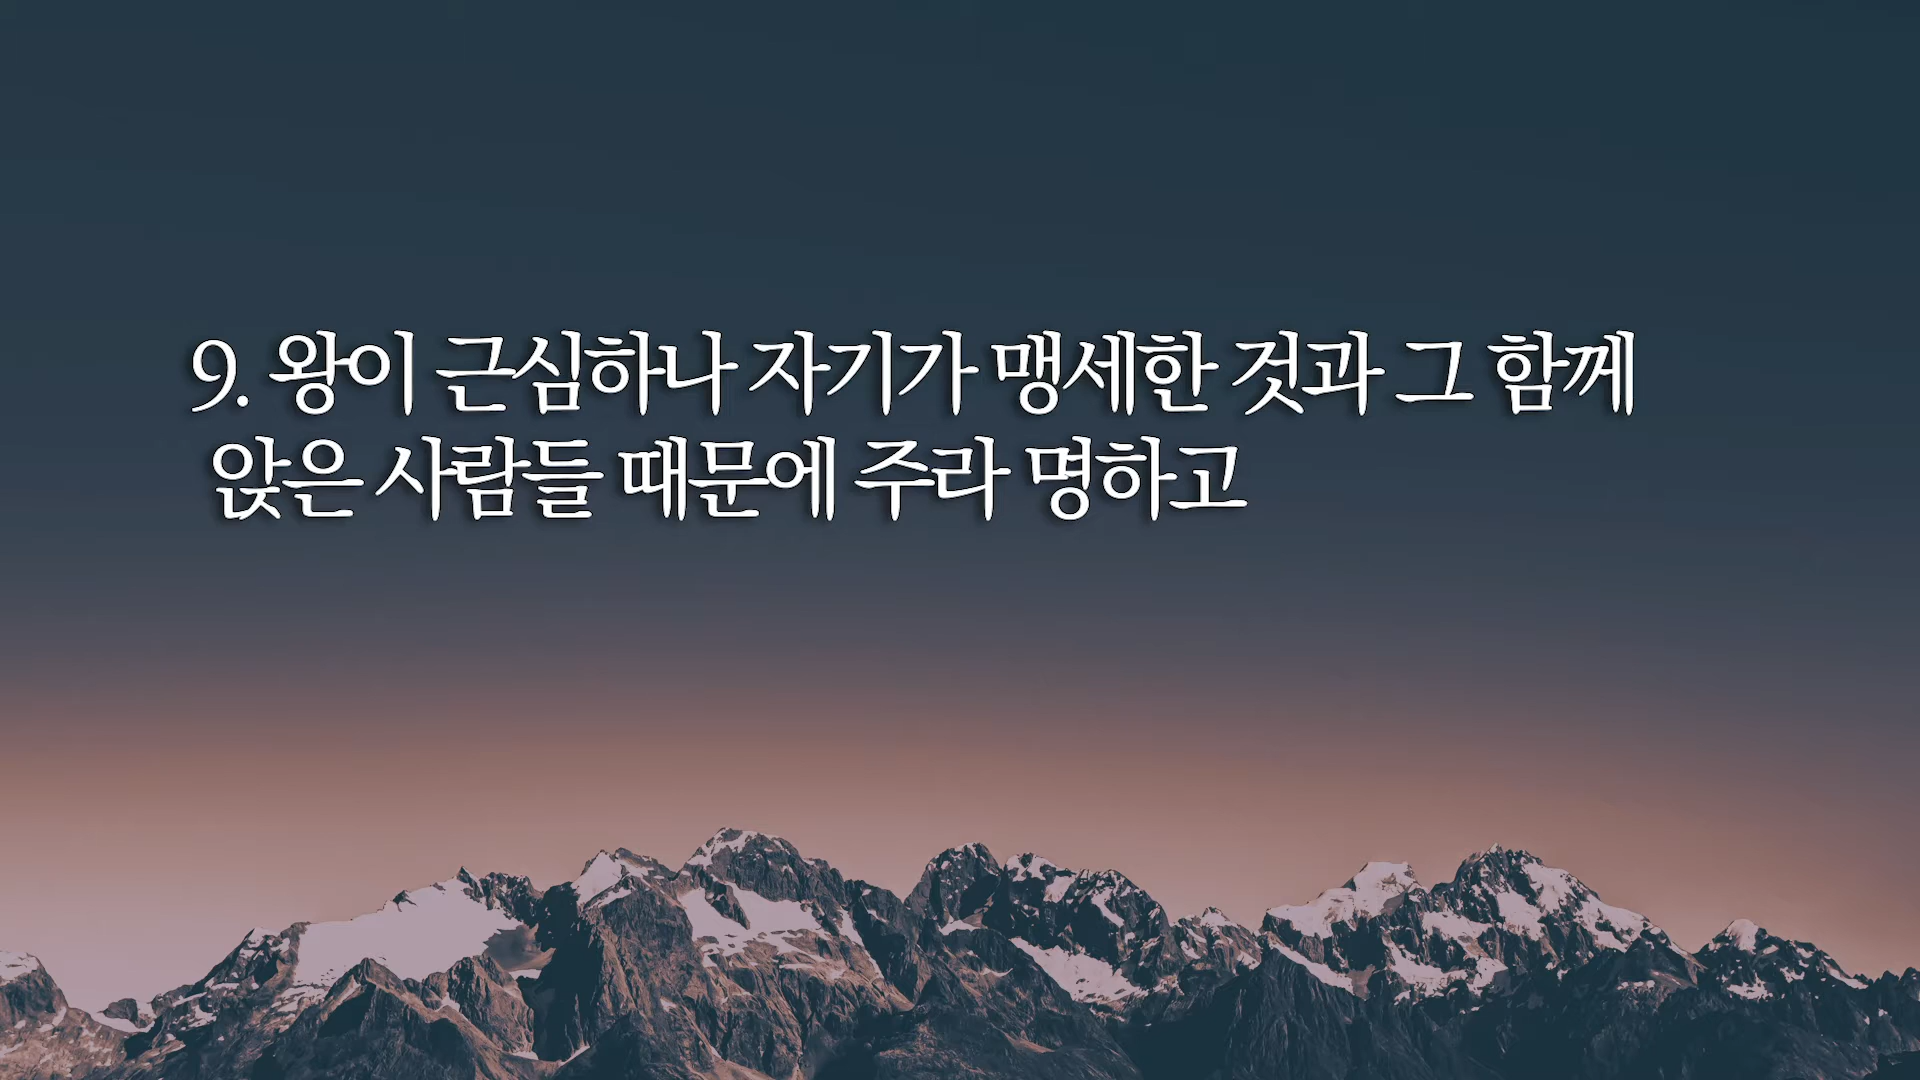 9. 왕이 근심하나 자기가 맹세한 것과 그 함께
앉은 사람들 때문에 주라 명하고